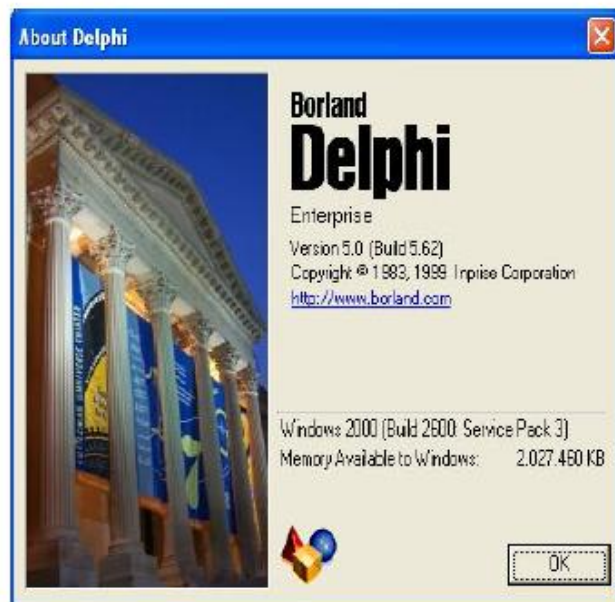 About Delphi
Borland
Delphi
Enterprise
Version 5.0 (Build 5.62)
Copyright © 1983, 1999 Inprise Corporation
http://www.borland.com
Windows 2000 (Build 2600: Service Pack 3)
Memory Available to Windows: 2.027.460 KB
OK